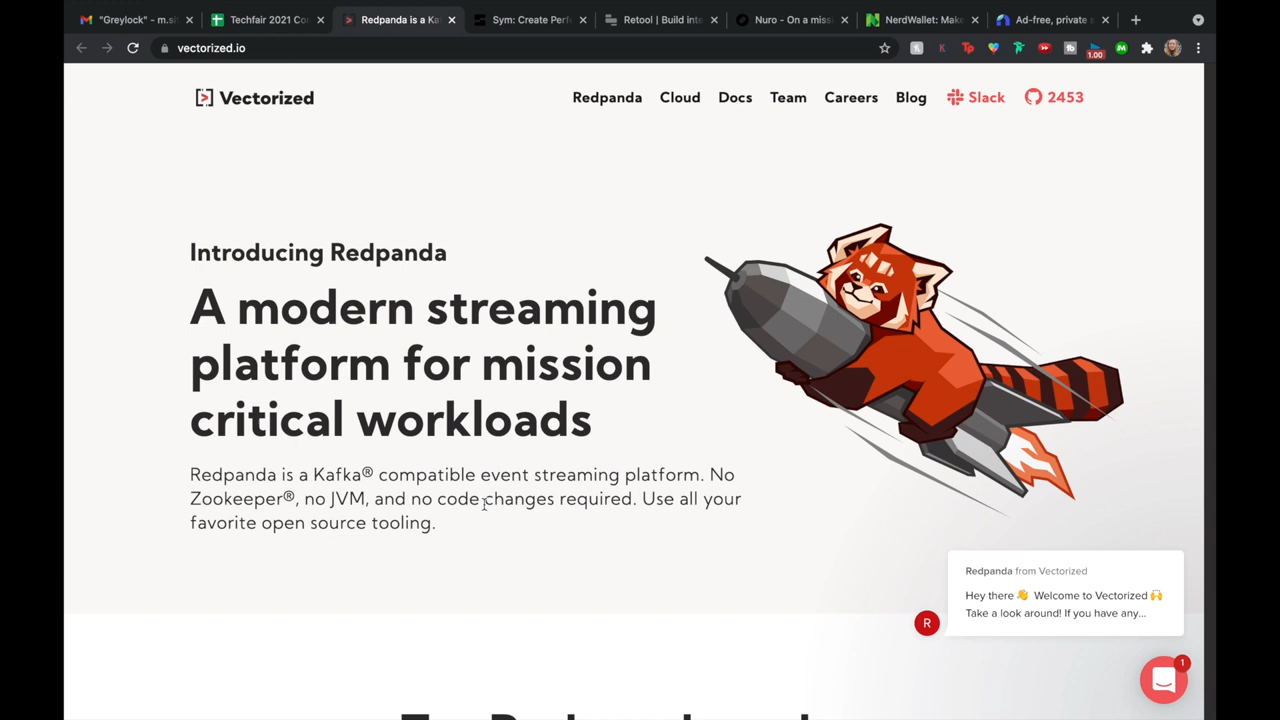 "Greylock" - m.si
Techfair 2021 Co
Redpanda is a Ka
Sym: Create Perf
Retool | Build inte
Nuro - On a missi
NerdWallet: Make
Ad-free, private s
vectorized.io
1.00
Vectorized
Redpanda Cloud Docs Team Careers Blog Slack 2453
Introducing Redpanda
A modern streaming
platform for mission
critical workloads
Redpanda is a Kafka® compatible event streaming platform. No
Zookeeper®, no JVM, and no code changes required. Use all your
favorite open source tooling.
Redpanda from Vectorized
Hey there 👋 Welcome to Vectorized 🙌
Take a look around! If you have any...
R
1